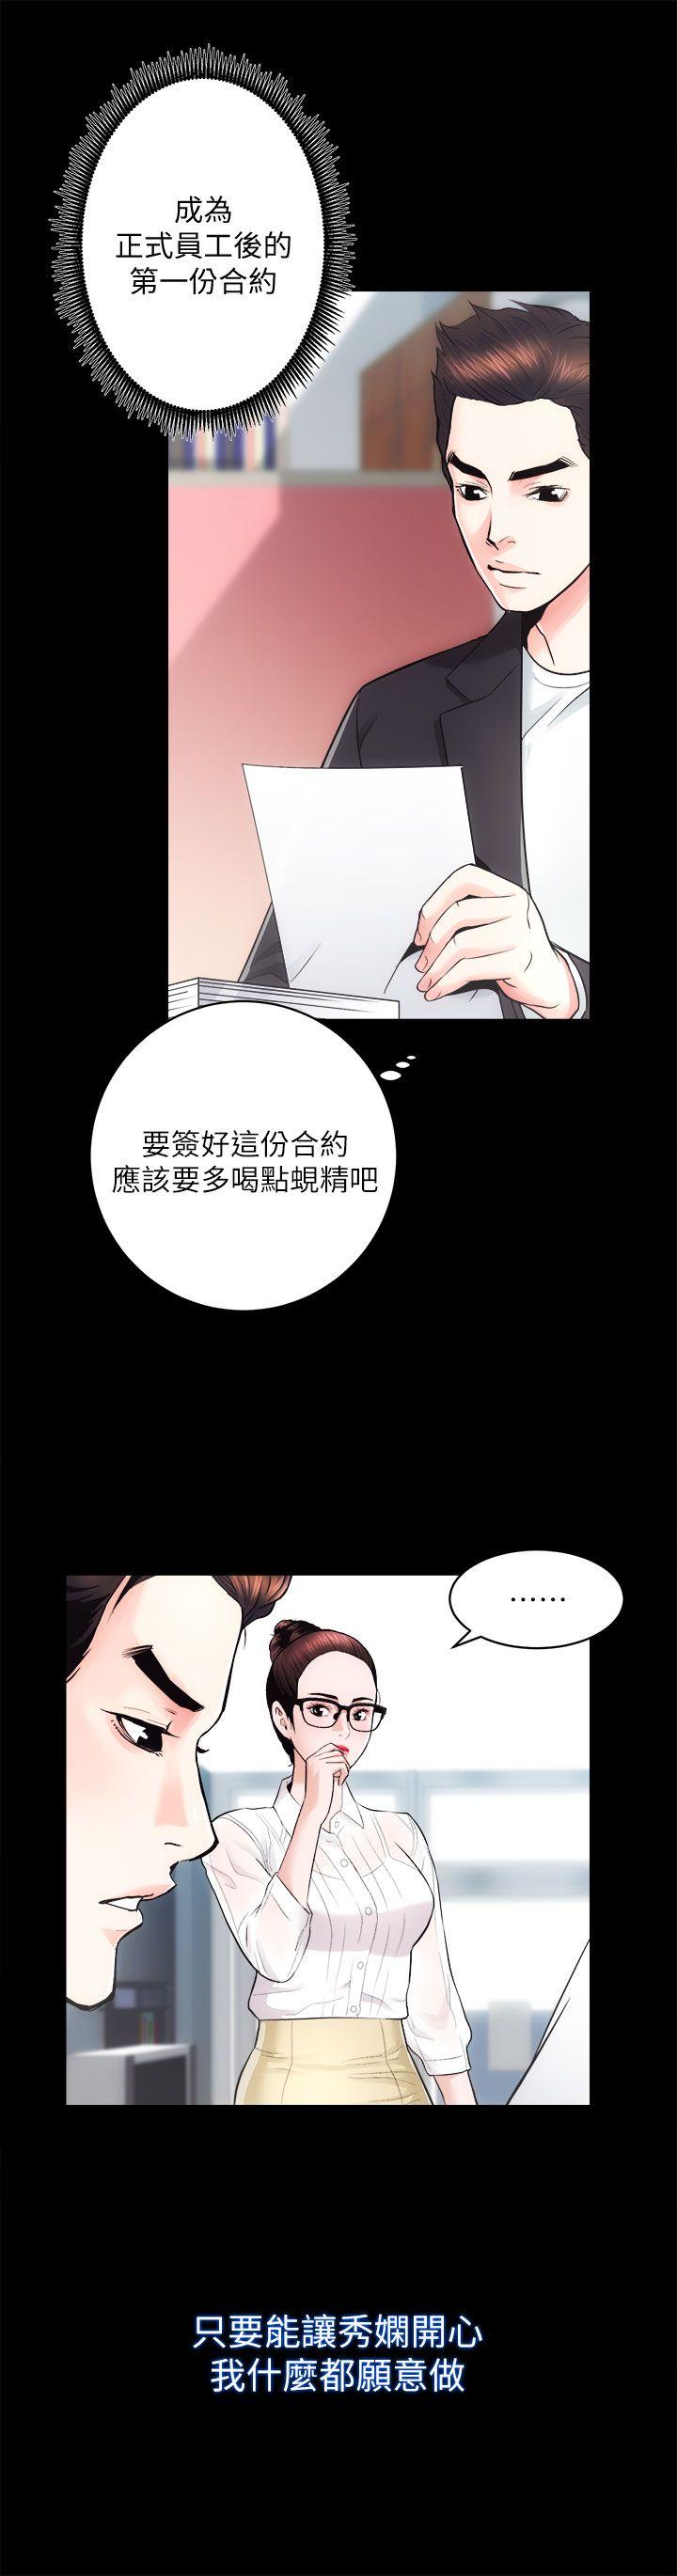 成為
正式員工後的
第一份合約
要簽好這份合約
應該要多喝點蜆精吧
⋯⋯
只要能讓秀嫻開心
我什麼都願意做